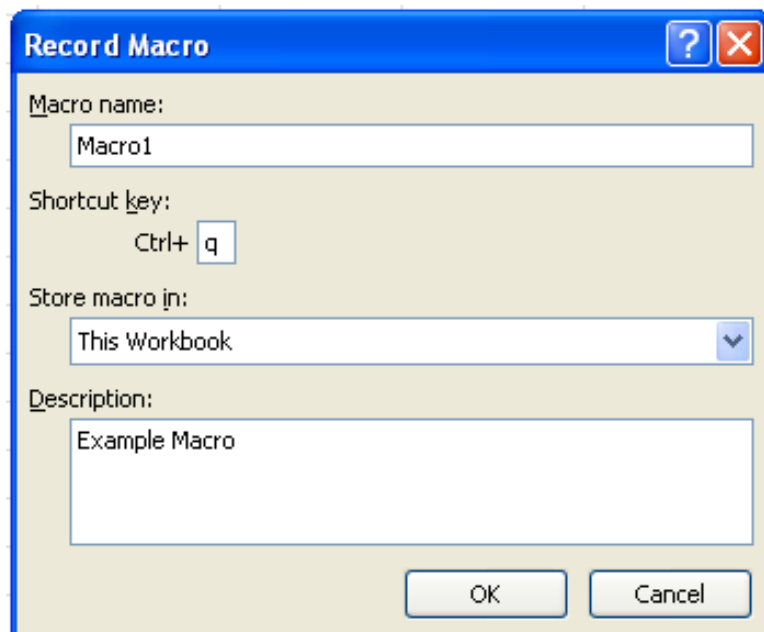 Record Macro
Macro name:
Macro1
Shortcut key:
Ctrl+ q
Store macro in:
This Workbook
Description:
Example Macro
OK Cancel